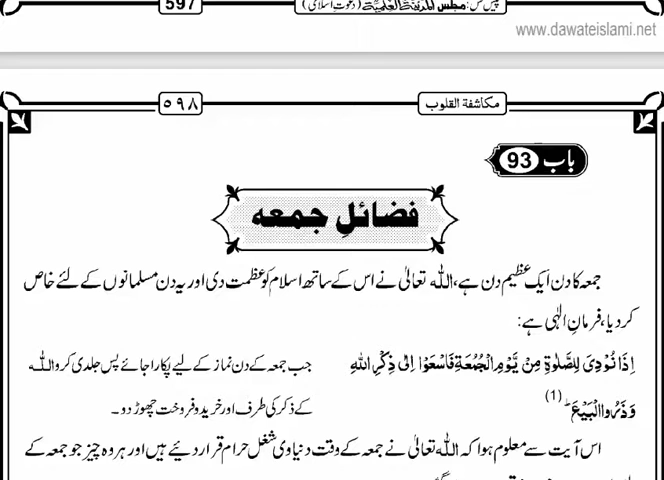 597
پیش کش: مجلس المدینۃ العلمیۃ (دعوتِ اسلامی)
www.dawateislami.net
مکاشفۃ القلوب
٥٩٨
باب 93
فضائلِ جمعہ
جمعہ کا دن ایک عظیم دن ہے، اللہ تعالیٰ نے اس کے ساتھ اسلام کو عظمت دی اور یہ دن مسلمانوں کے لئے خاص
کر دیا، فرمانِ الٰہی ہے:
اِذَا نُوْدِیَ لِلصَّلٰوةِ مِنْ یَّوْمِ الْجُمُعَةِ فَاسْعَوْا اِلٰى ذِكْرِ اللّٰهِ
وَ ذَرُوا الْبَیْعَ ؕ (1)
جب جمعہ کے دن نماز کے لیے پکارا جائے پس جلدی کرو اللہ
کے ذکر کی طرف اور خرید و فروخت چھوڑ دو۔
اس آیت سے معلوم ہوا کہ اللہ تعالیٰ نے جمعہ کے وقت دنیاوی شغل حرام قرار دیئے ہیں اور ہر وہ چیز جو جمعہ کے